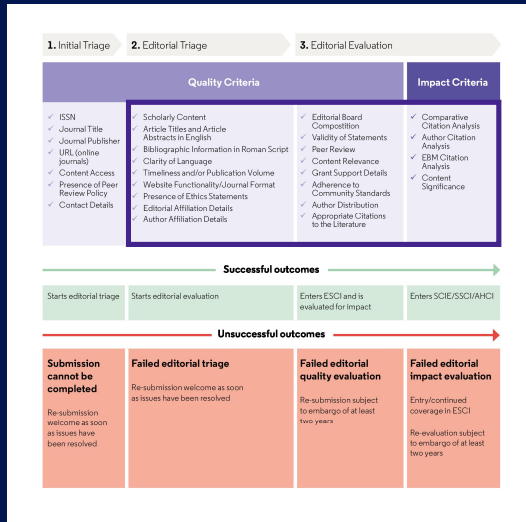 1. Initial Triage
2. Editorial Triage
3. Editorial Evaluation
Quality Criteria
Impact Criteria
✓ ISSN
✓ Journal Title
✓ Journal Publisher
✓ URL (online
journals)
✓ Content Access
✓ Presence of Peer
Review Policy
✓ Contact Details
✓ Scholarly Content
✓ Article Titles and Article
Abstracts in English
✓ Bibliographic Information in Roman Script
✓ Clarity of Language
✓ Timeliness and/or Publication Volume
✓ Website Functionality/Journal Format
✓ Presence of Ethics Statements
✓ Editorial Affiliation Details
✓ Author Affiliation Details
✓ Editorial Board
Compostition
✓ Validity of Statements
✓ Peer Review
✓ Content Relevance
✓ Grant Support Details
✓ Adherence to
Community Standards
✓ Author Distribution
✓ Appropriate Citations
to the Literature
✓ Comparative
Citation Analysis
✓ Author Citation
Analysis
✓ EBM Citation
Analysis
✓ Content
Significance
Successful outcomes
Starts editorial triage
Starts editorial evaluation
Enters ESCI and is
evaluated for impact
Enters SCIE/SSCI/AHCI
Unsuccessful outcomes
Submission
cannot be
completed
Re-submission
welcome as soon
as issues have
been resolved
Failed editorial triage
Re-submission welcome as soon
as issues have been resolved
Failed editorial
quality evaluation
Re-submission subject
to embargo of at least
two years
Failed editorial
impact evaluation
Entry/continued
coverage in ESCI
Re-evaluation subject
to embargo of at least
two years